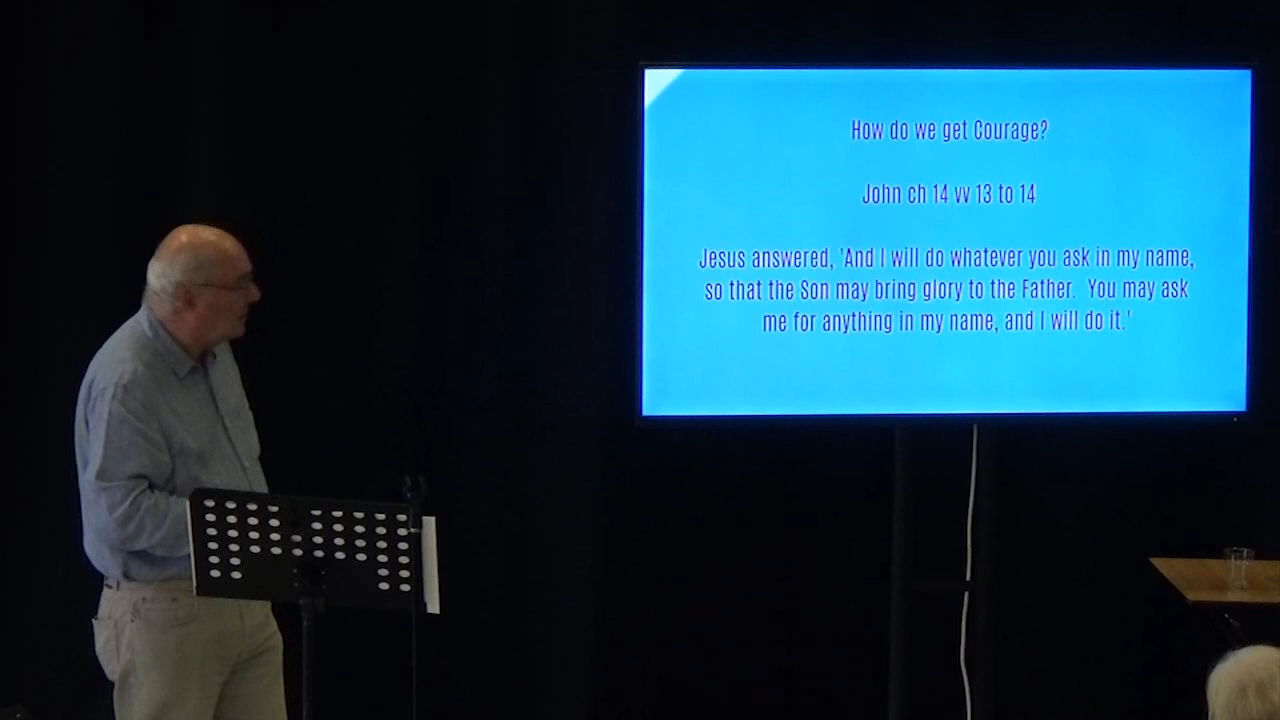 How do we get Courage?
John ch 14 vv 13 to 14
Jesus answered, 'And I will do whatever you ask in my name,
so that the Son may bring glory to the Father.  You may ask
me for anything in my name, and I will do it.'